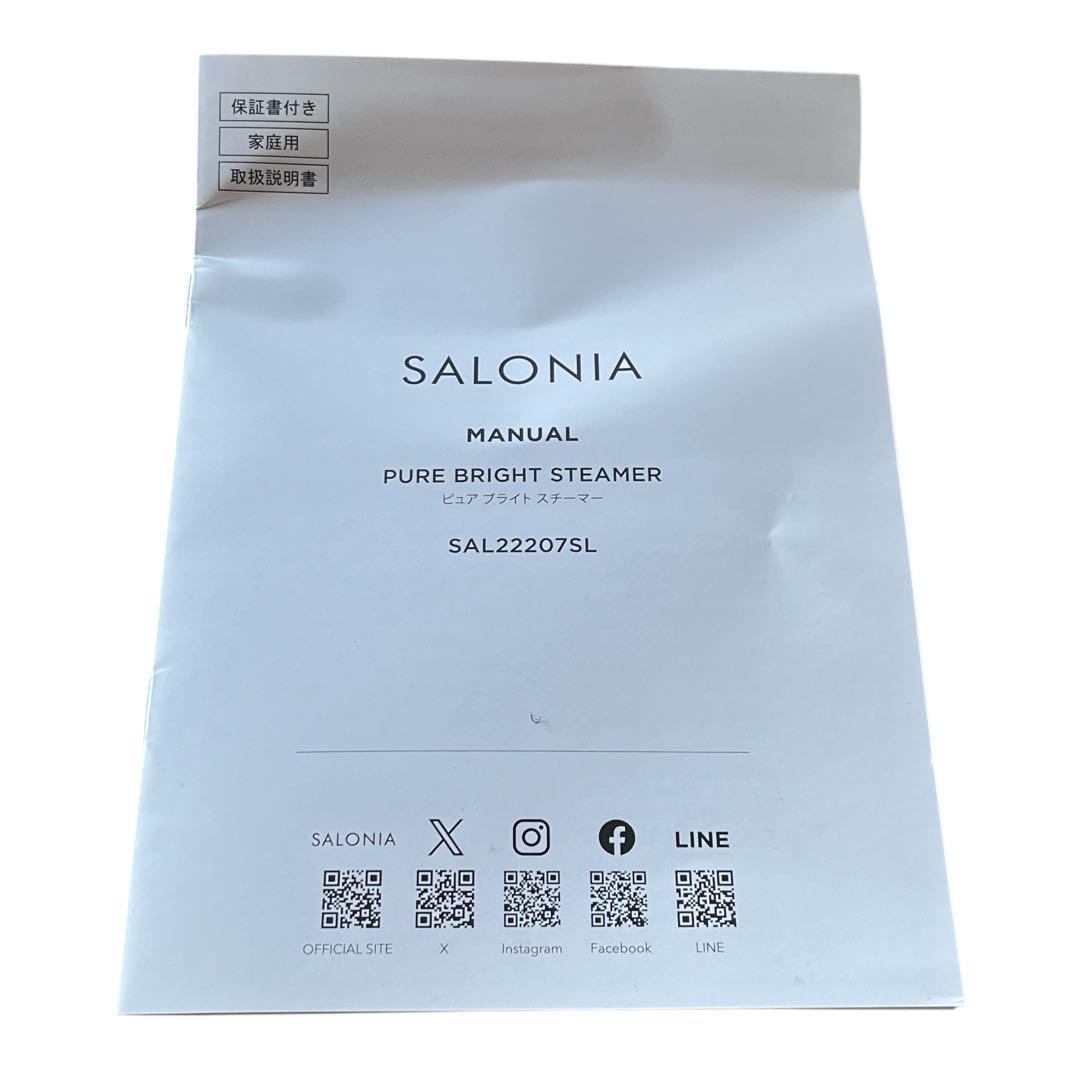 保証書付き
家庭用
取扱説明書
SALONIA
MANUAL
PURE BRIGHT STEAMER
ピュア ブライト スチーマー
SAL22207SL
SALONIA X f LINE
OFFICIAL SITE X Instagram Facebook LINE